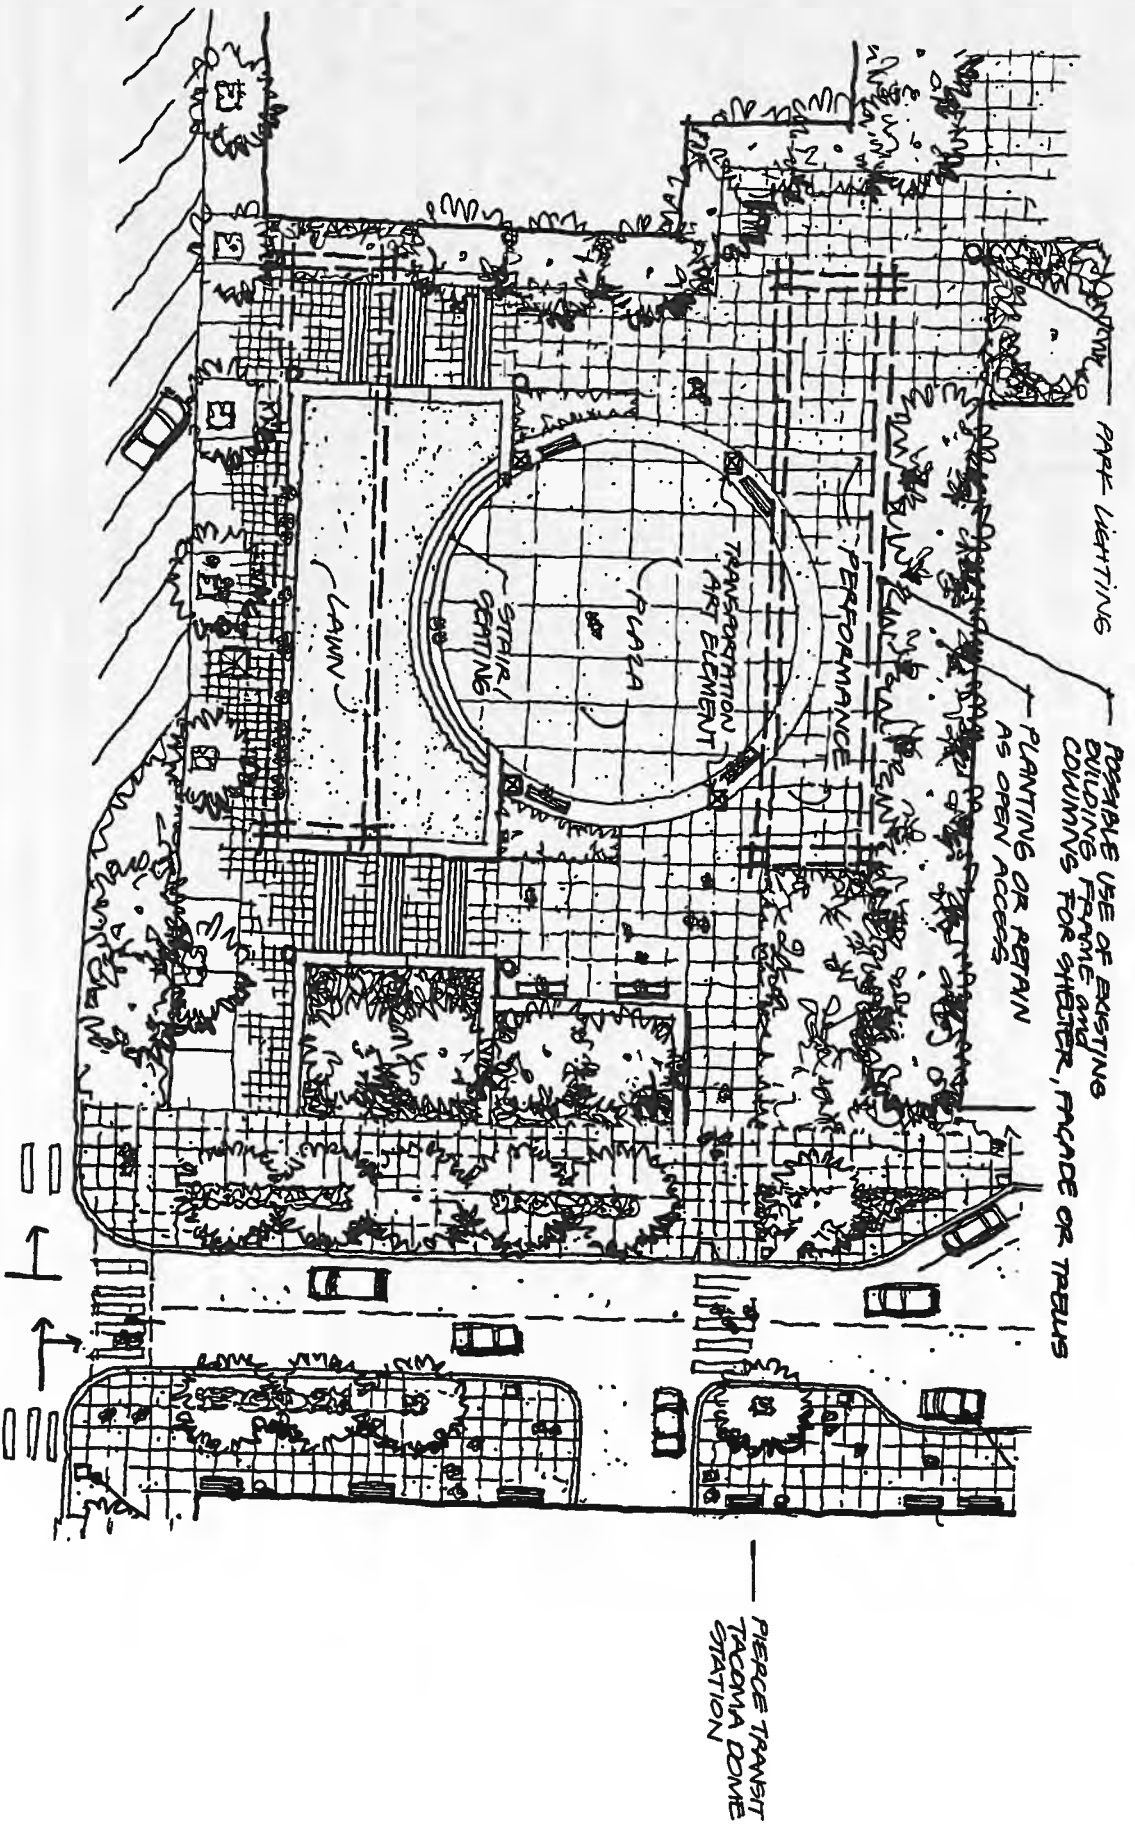 PARK LIGHTING
POSSIBLE USE OF EXISTING
BUILDING FRAME and
COLUMNS FOR SHELTER, FACADE OR TRELLIS
PLANTING OR RETAIN
AS OPEN ACCESS
PERFORMANCE
TRANSPORTATION
ART ELEMENT
PLAZA
STAIR/
SEATING
LAWN
PIERCE TRANSIT
TACOMA DOME
STATION